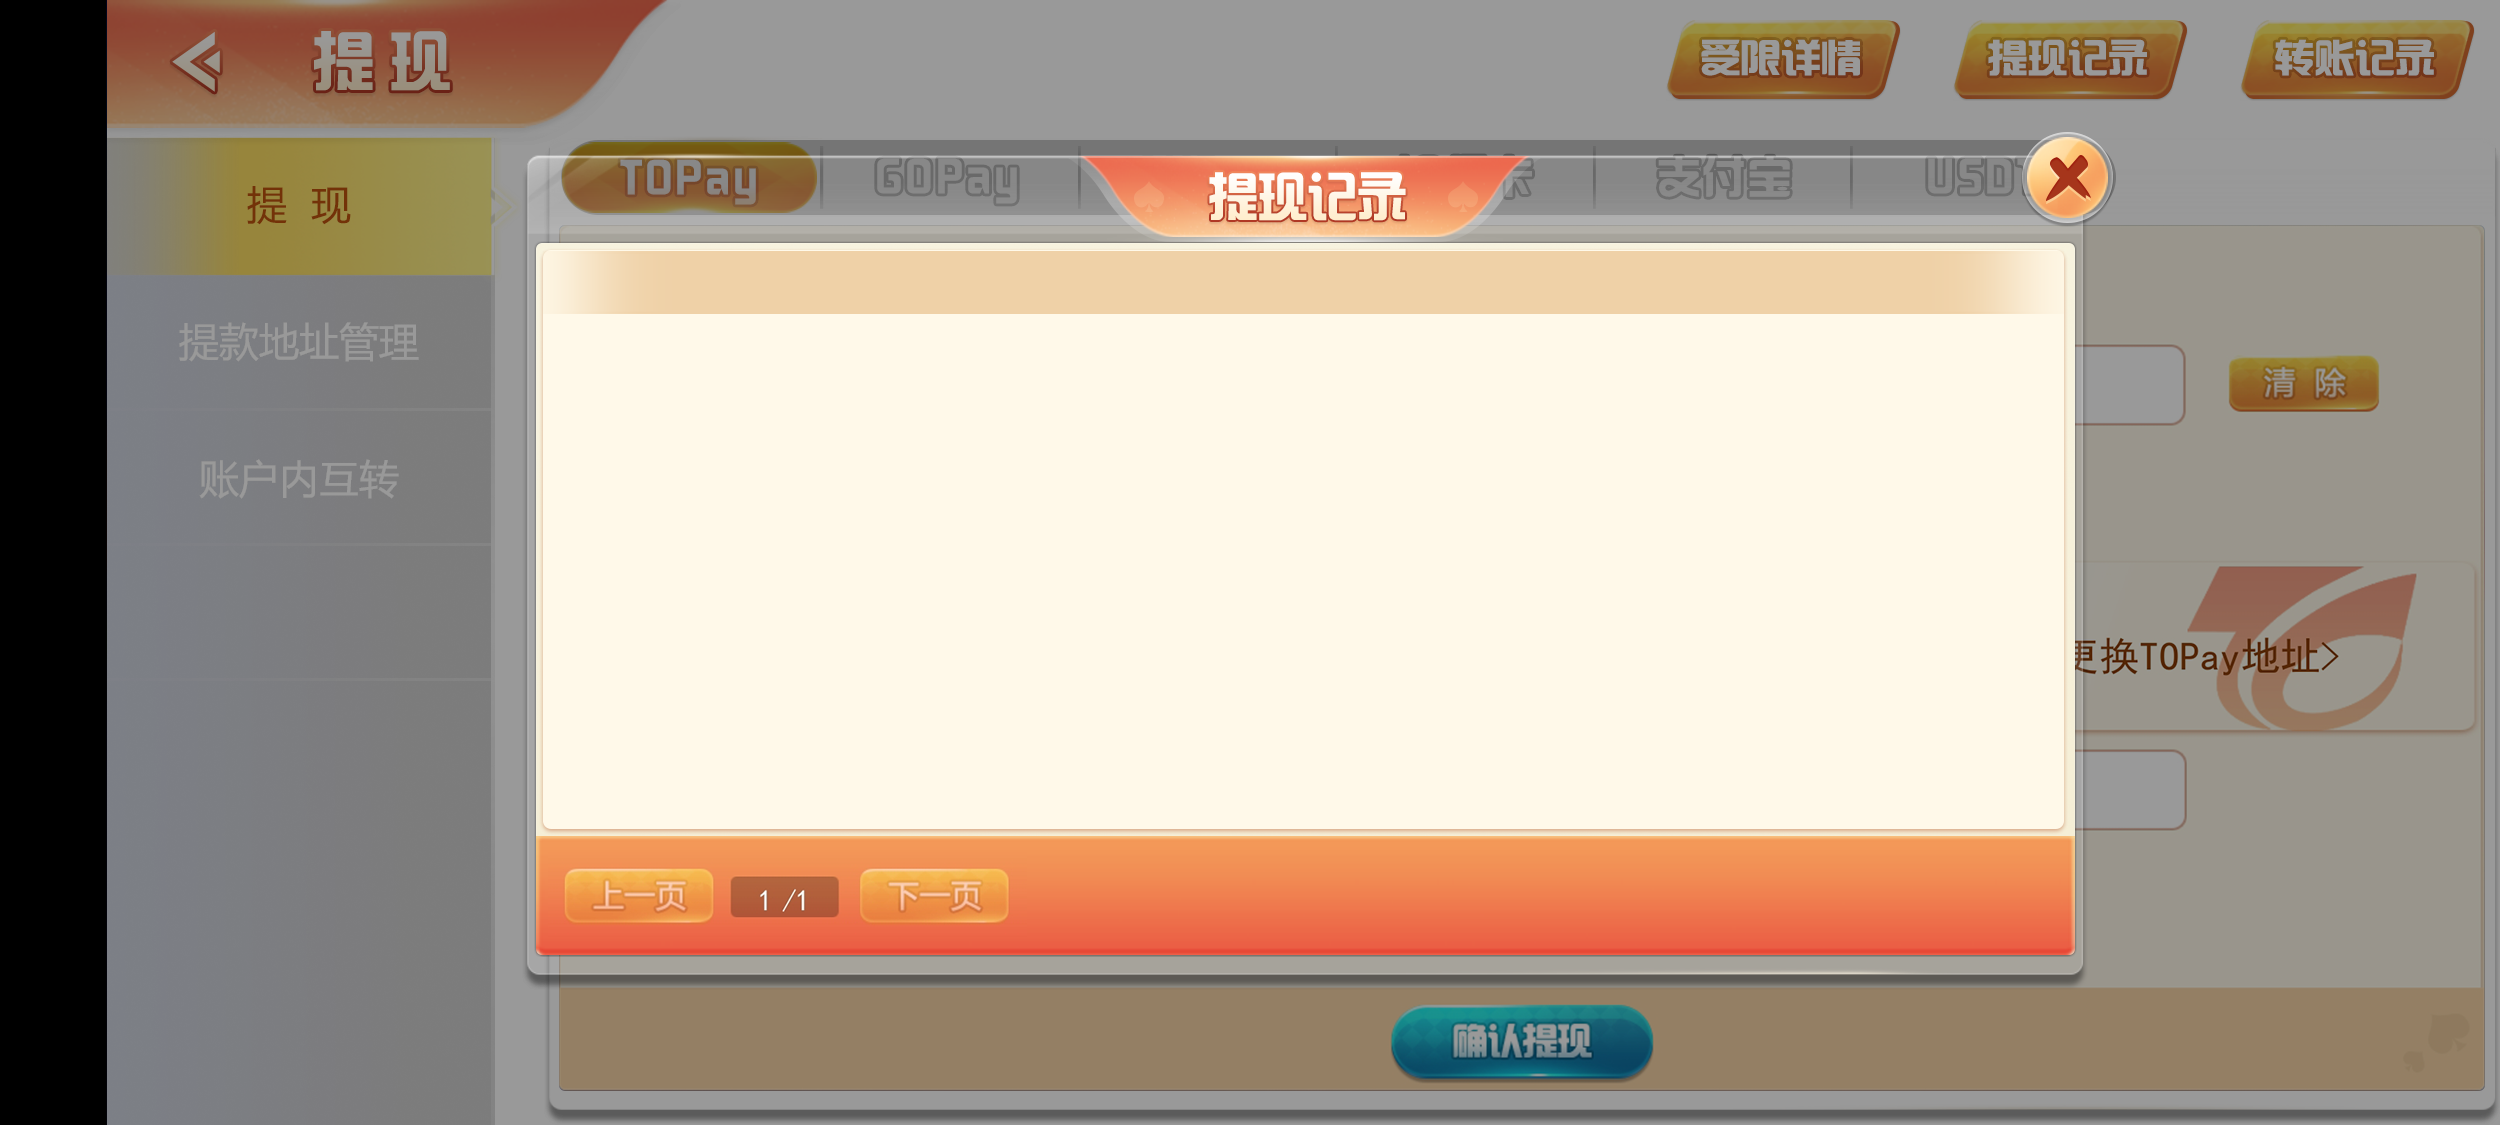 提现
受限详情
提现记录
转账记录
提现
TOPay
GOPay
支付宝
提现记录
提款地址管理
清除
账户内互转
更换TOPay地址>
上一页
1 /1
下一页
确认提现